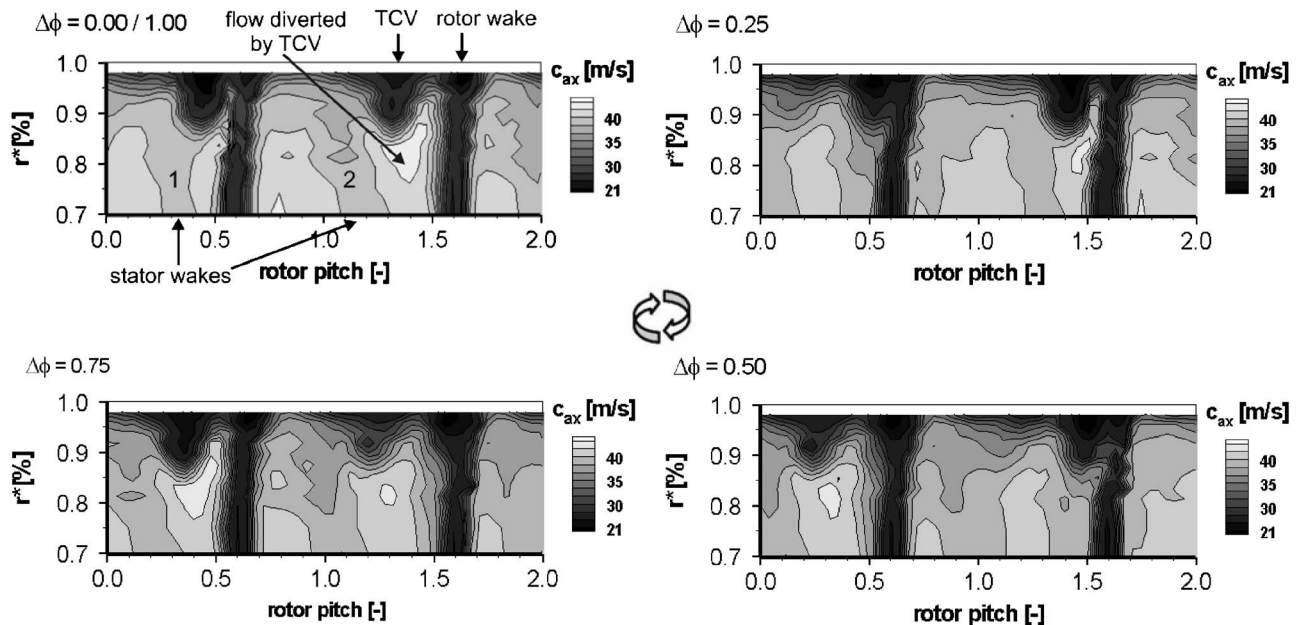 Δϕ = 0.00 / 1.00
flow diverted
by TCV
TCV
rotor wake
1.0
0.9
0.8
0.7
r*[%]
1
2
0.0
0.5
1.0
1.5
2.0
stator wakes
rotor pitch [-]
c_ax [m/s]
40
35
30
21
Δϕ = 0.25
1.0
0.9
0.8
0.7
r*[%]
0.0
0.5
1.0
1.5
2.0
rotor pitch [-]
c_ax [m/s]
40
35
30
21
Δϕ = 0.75
1.0
0.9
0.8
0.7
r*[%]
0.0
0.5
1.0
1.5
2.0
rotor pitch [-]
c_ax [m/s]
40
35
30
21
Δϕ = 0.50
1.0
0.9
0.8
0.7
r*[%]
0.0
0.5
1.0
1.5
2.0
rotor pitch [-]
c_ax [m/s]
40
35
30
21